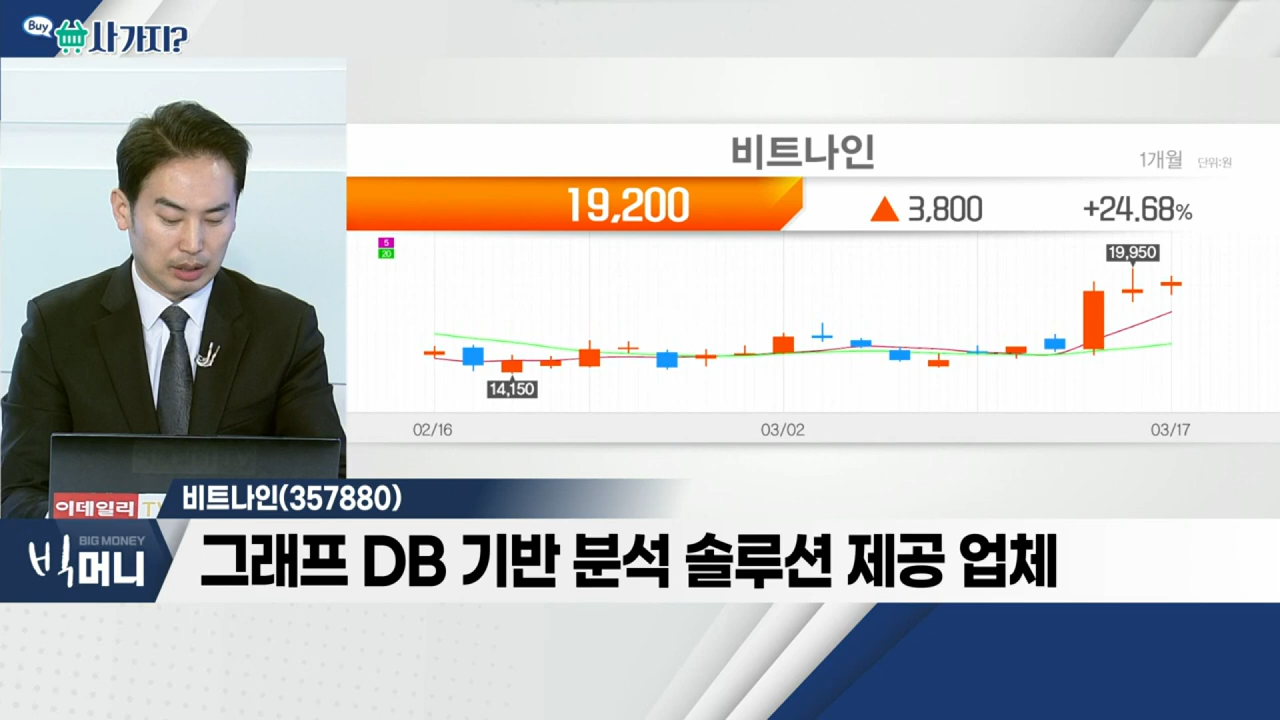 Buy
사가지?
비트나인
1개월 단위:원
19,200 ▲ 3,800 +24.68%
5
20
19,950
14,150
02/16 03/02 03/17
이데일리 TV
비트나인(357880)
빅머니 BIG MONEY
그래프 DB 기반 분석 솔루션 제공 업체